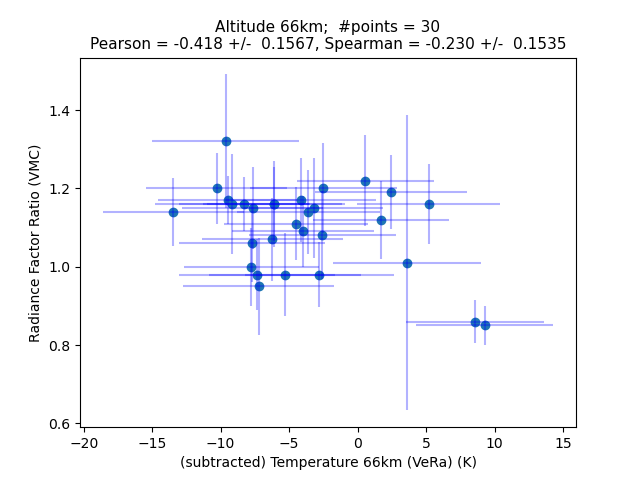 Altitude 66km;  #points = 30
Pearson = -0.418 +/-  0.1567, Spearman = -0.230 +/-  0.1535
Radiance Factor Ratio (VMC)
1.4
1.2
1.0
0.8
0.6
−20 −15 −10 −5 0 5 10 15
(subtracted) Temperature 66km (VeRa) (K)